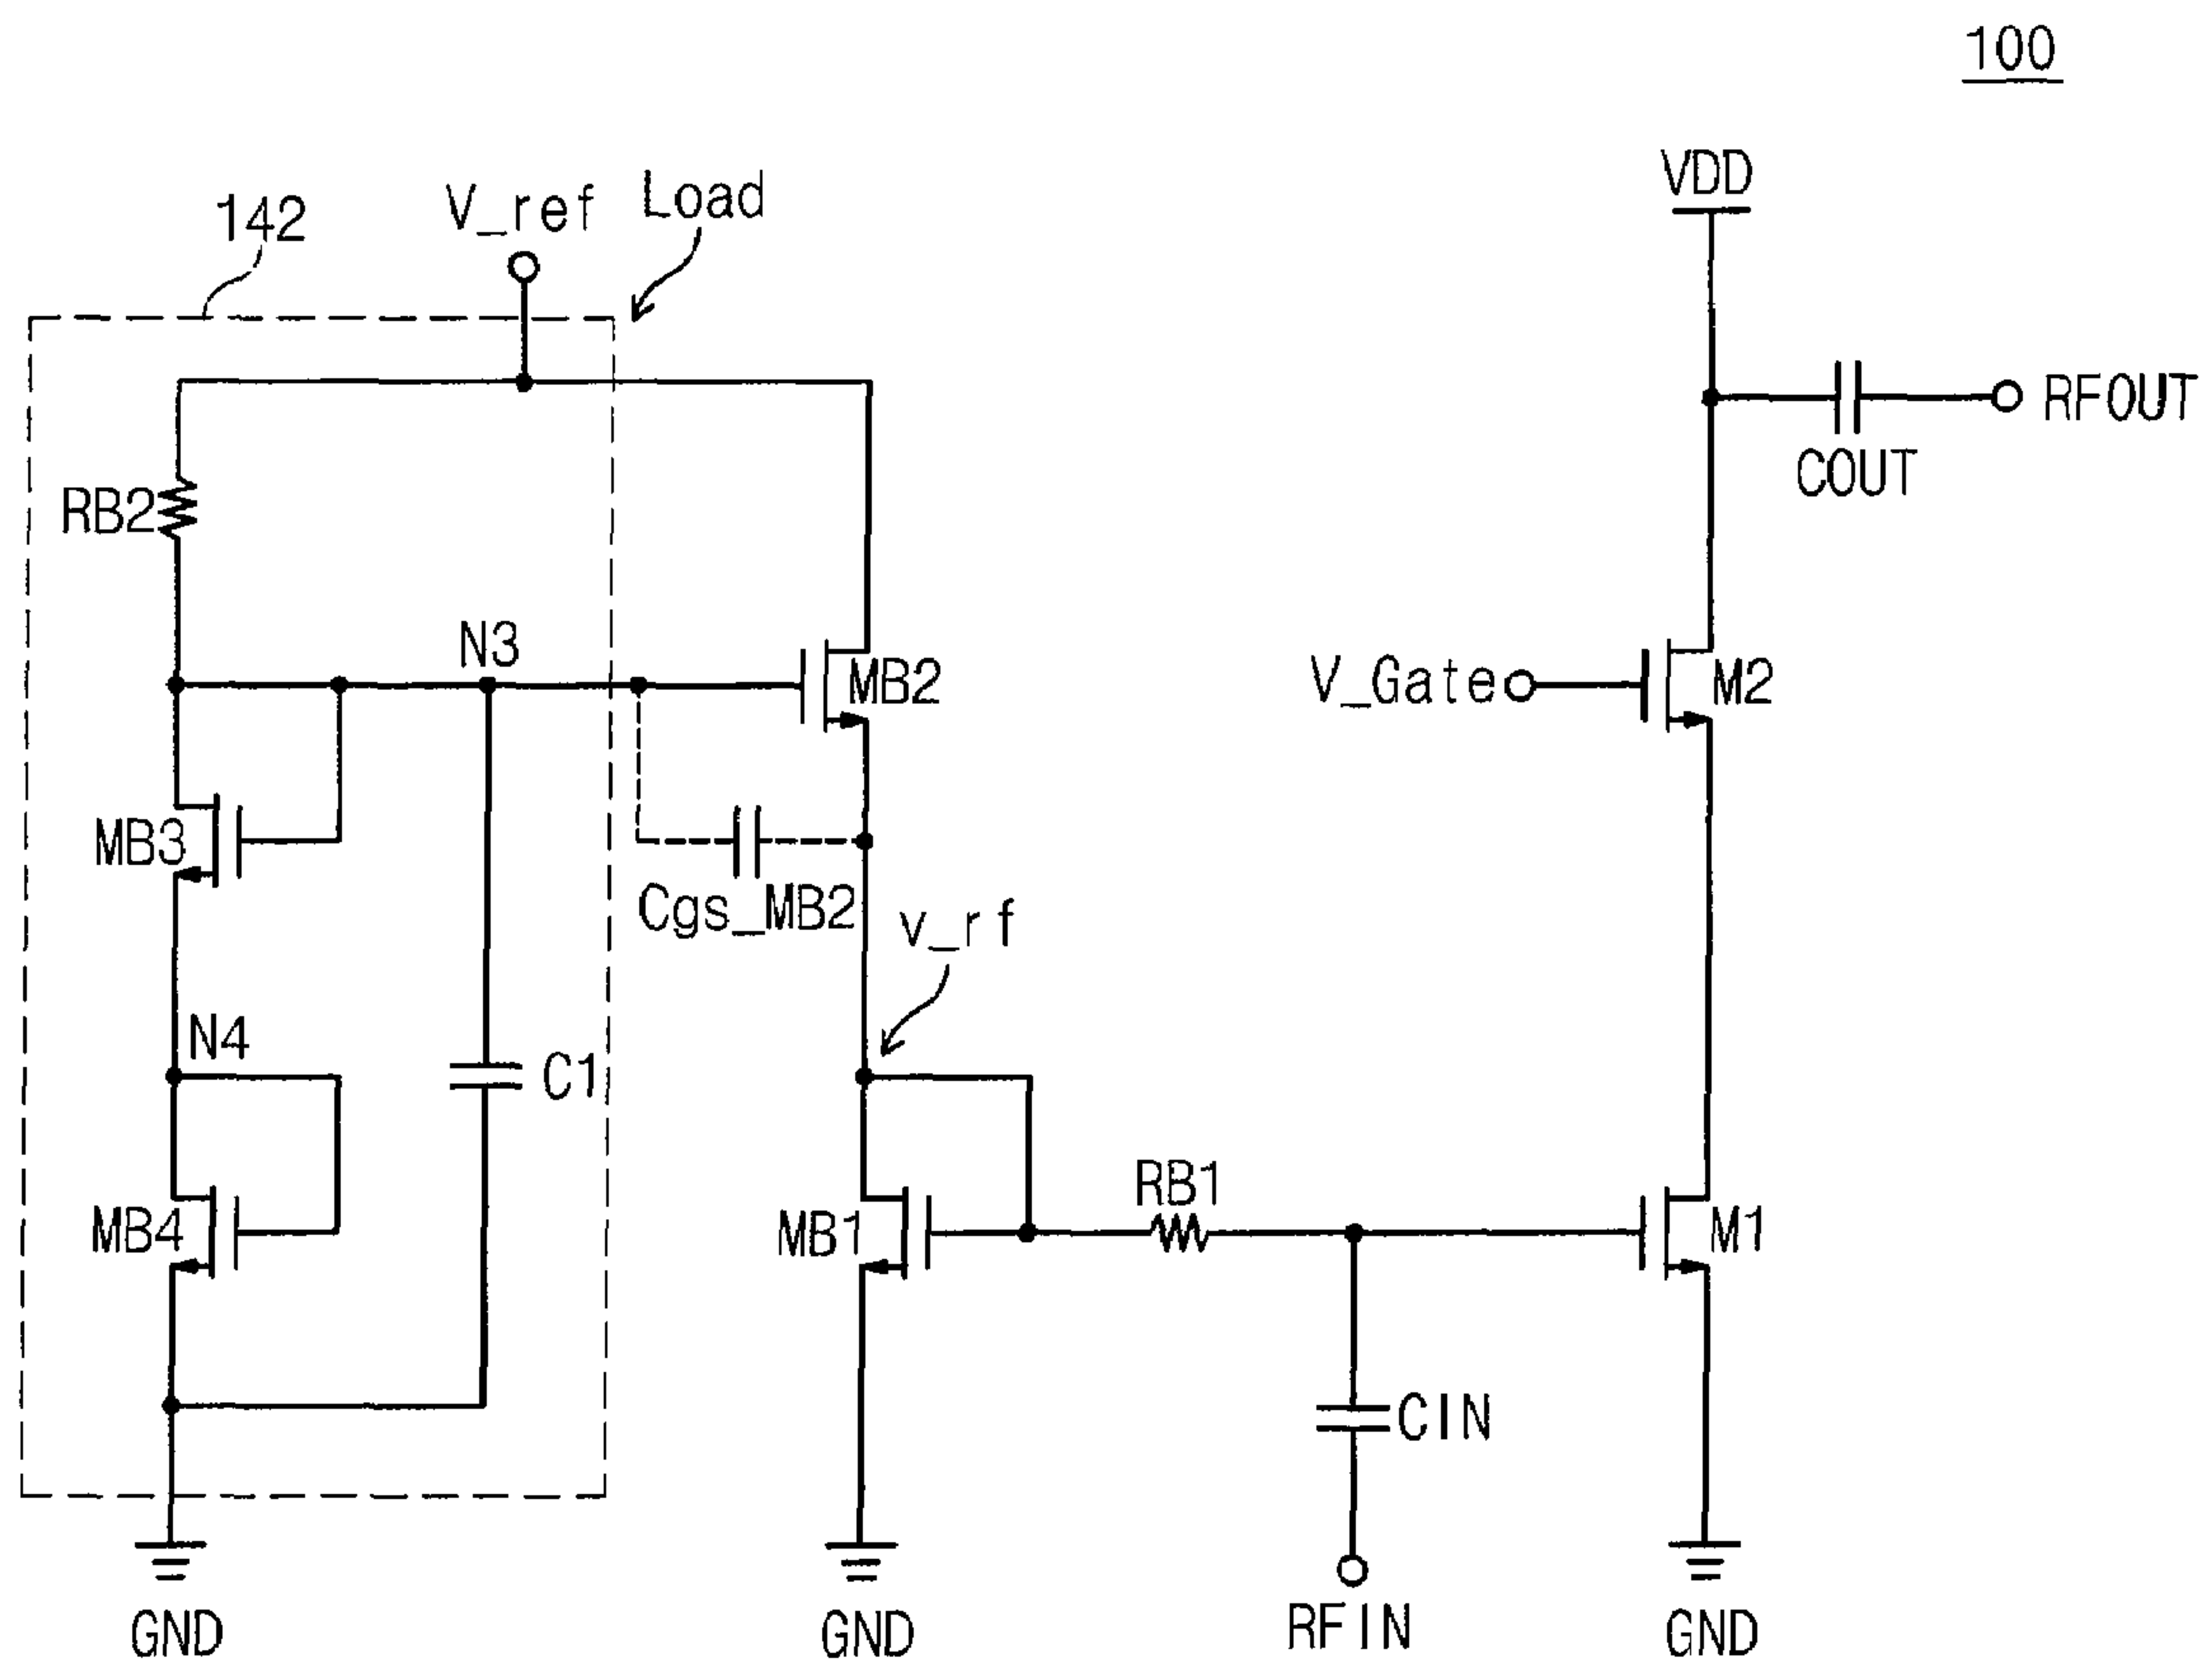 100
VDD
V_ref
Load
142
RFOUT
COUT
RB2
N3
MB2
V_Gate
M2
MB3
Cgs_MB2
v_rf
N4
C1
RB1
MB4
MB1
M1
CIN
GND
GND
RFIN
GND